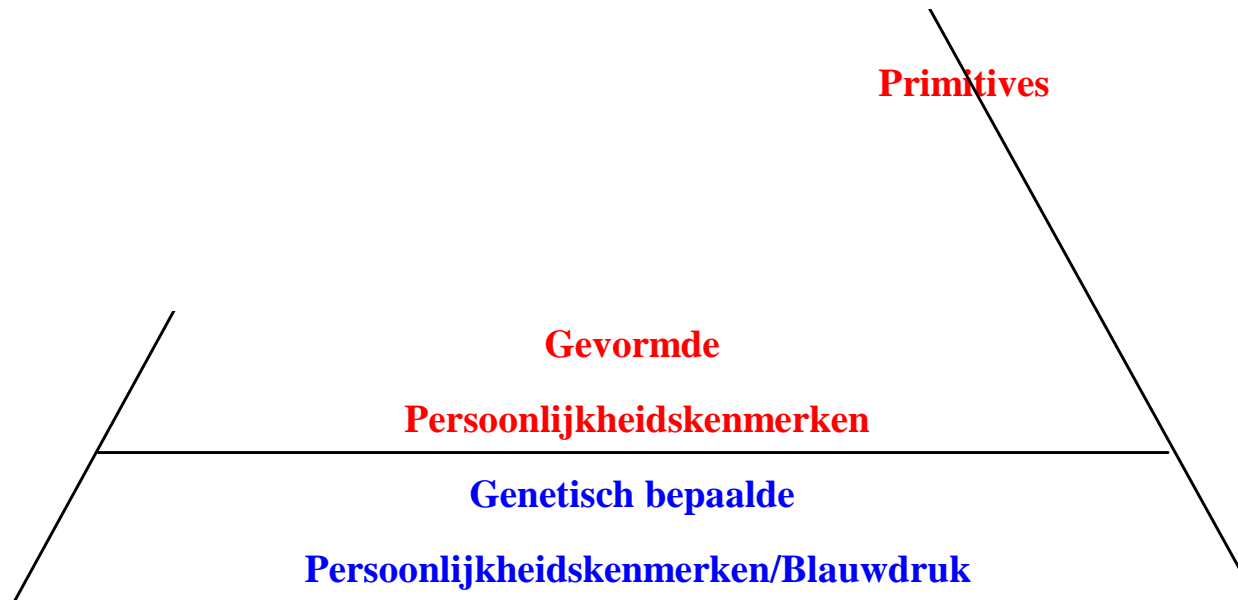 Primitives
Gevormde
Persoonlijkheidskenmerken
Genetisch bepaalde
Persoonlijkheidskenmerken/Blauwdruk